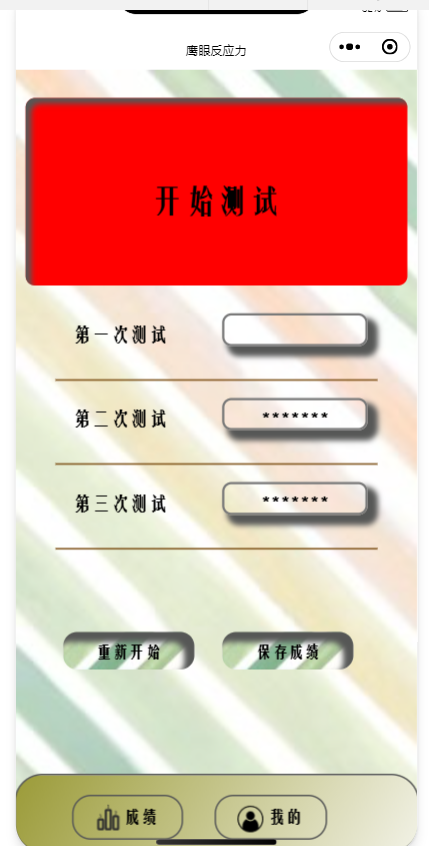 鹰眼反应力
开始测试
第一次测试
第二次测试 *******
第三次测试 *******
重新开始 保存成绩
成绩 我的